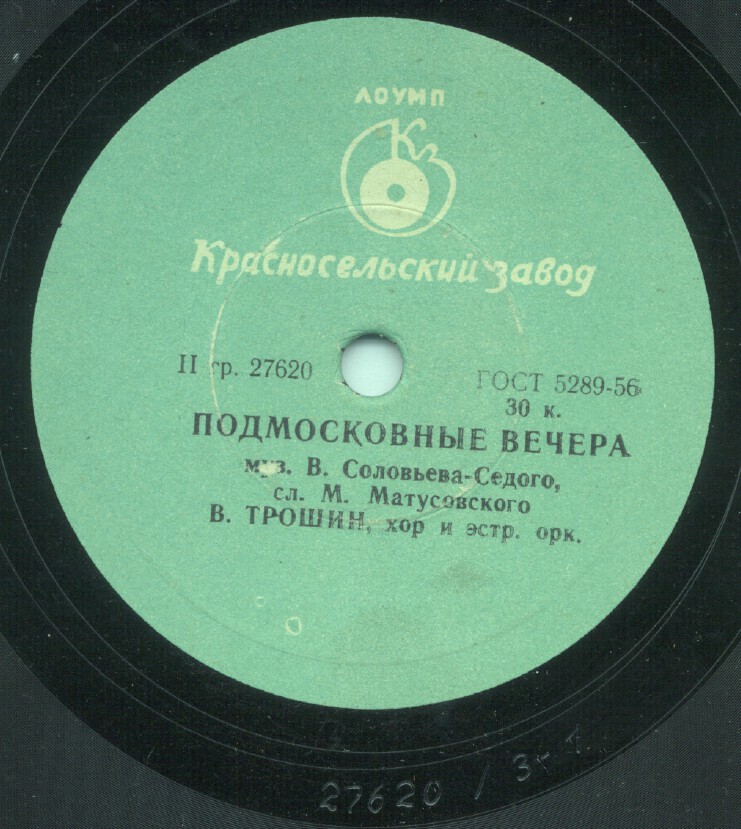 ЛОУМП
К
Красносельский завод
II гр. 27620
ГОСТ 5289-56
30 к.
ПОДМОСКОВНЫЕ ВЕЧЕРА
муз. В. Соловьева-Седого,
сл. М. Матусовского
В. ТРОШИН, хор и эстр. орк.
27620 /